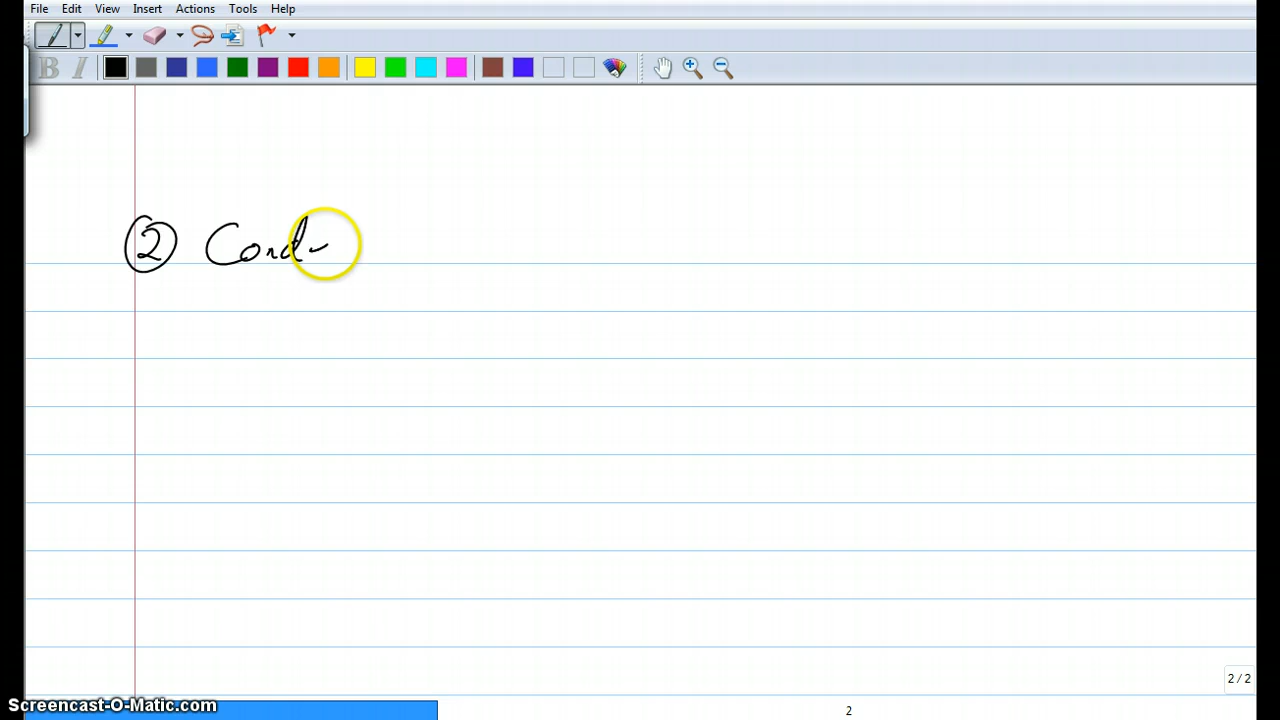 File Edit View Insert Actions Tools Help
B I
② Cond
2 / 2
Screencast-O-Matic.com
2